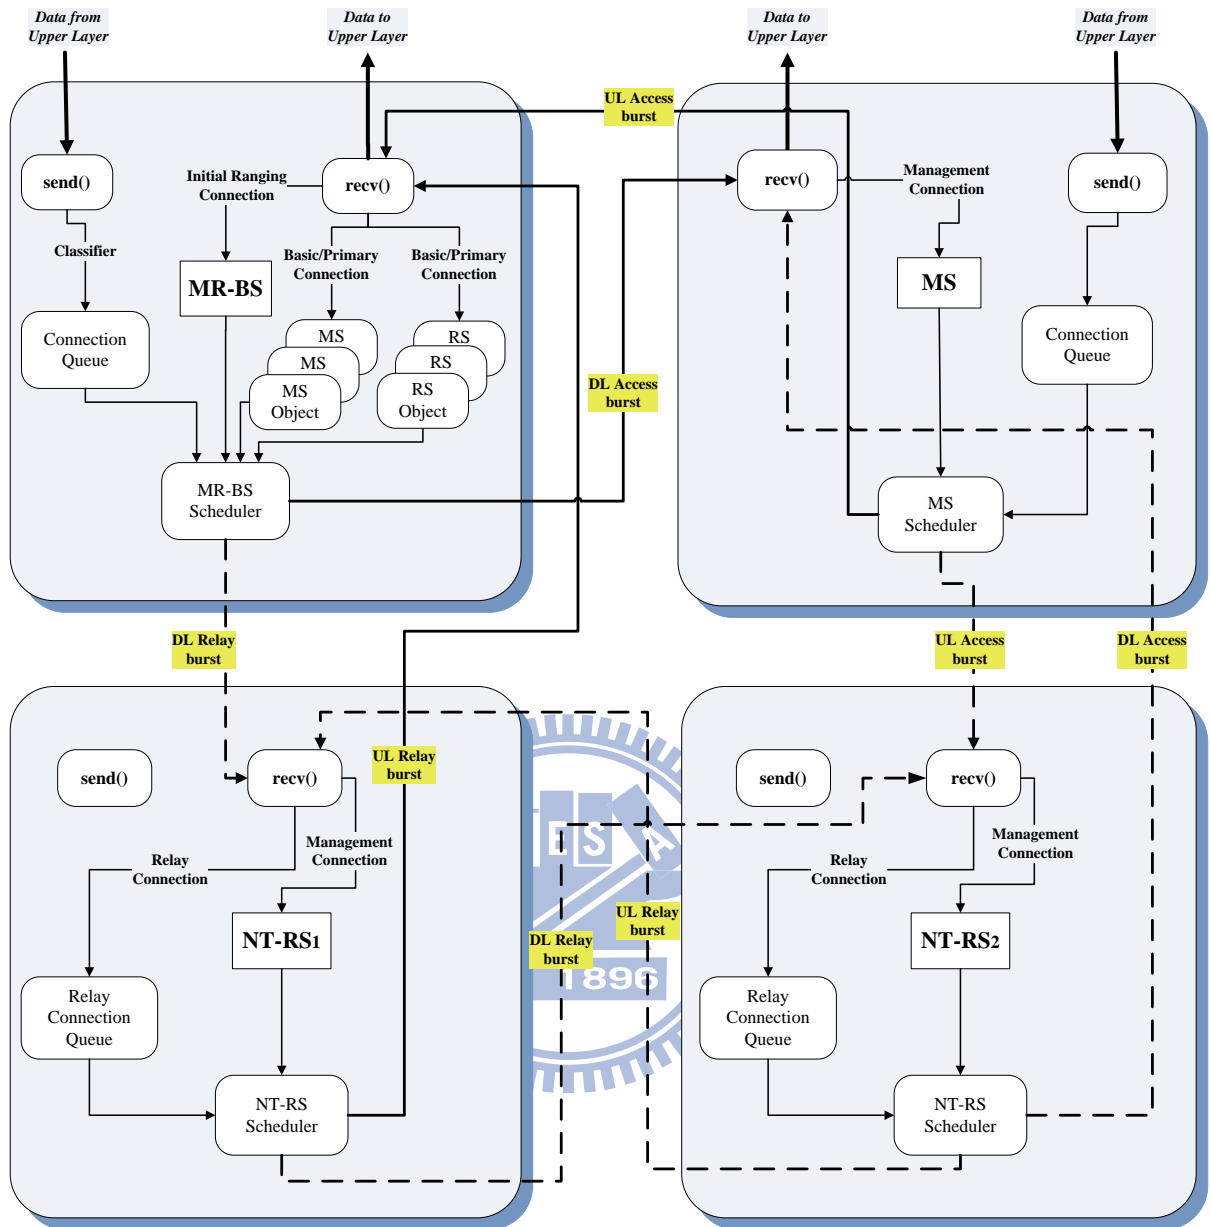 Data from
Upper Layer
Data to
Upper Layer
Data to
Upper Layer
Data from
Upper Layer
UL Access
burst
send()
Initial Ranging
Connection
recv()
Classifier
Basic/Primary
Connection
Basic/Primary
Connection
MR-BS
Connection
Queue
MS
MS
MS
Object
RS
RS
RS
Object
MR-BS
Scheduler
DL Access
burst
recv()
Management
Connection
send()
MS
Connection
Queue
MS
Scheduler
DL Relay
burst
UL Access
burst
DL Access
burst
send()
recv()
UL Relay
burst
Management
Connection
Relay
Connection
NT-RS1
Relay
Connection
Queue
NT-RS
Scheduler
DL Relay
burst
UL Relay
burst
E S A
1896
send()
recv()
Management
Connection
Relay
Connection
NT-RS2
Relay
Connection
Queue
NT-RS
Scheduler